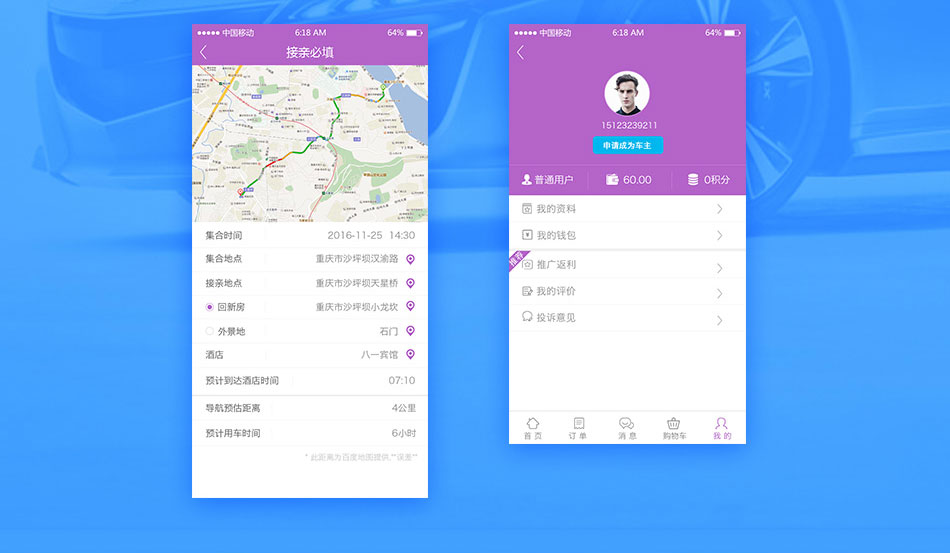 中国移动 6:18 AM 64%
接亲必填
集合时间 2016-11-25 14:30
集合地点 重庆市沙坪坝汉渝路
接亲地点 重庆市沙坪坝天星桥
回新房 重庆市沙坪坝小龙坎
外景地 石门
酒店 八一宾馆
预计到达酒店时间 07:10
导航预估距离 4公里
预计用车时间 6小时
* 此距离为百度地图提供,"误差"
中国移动 6:18 AM 64%
15123239211
申请成为车主
普通用户 60.00 0积分
我的资料
我的钱包
推荐
推广返利
我的评价
投诉意见
首页 订单 消息 购物车 我的